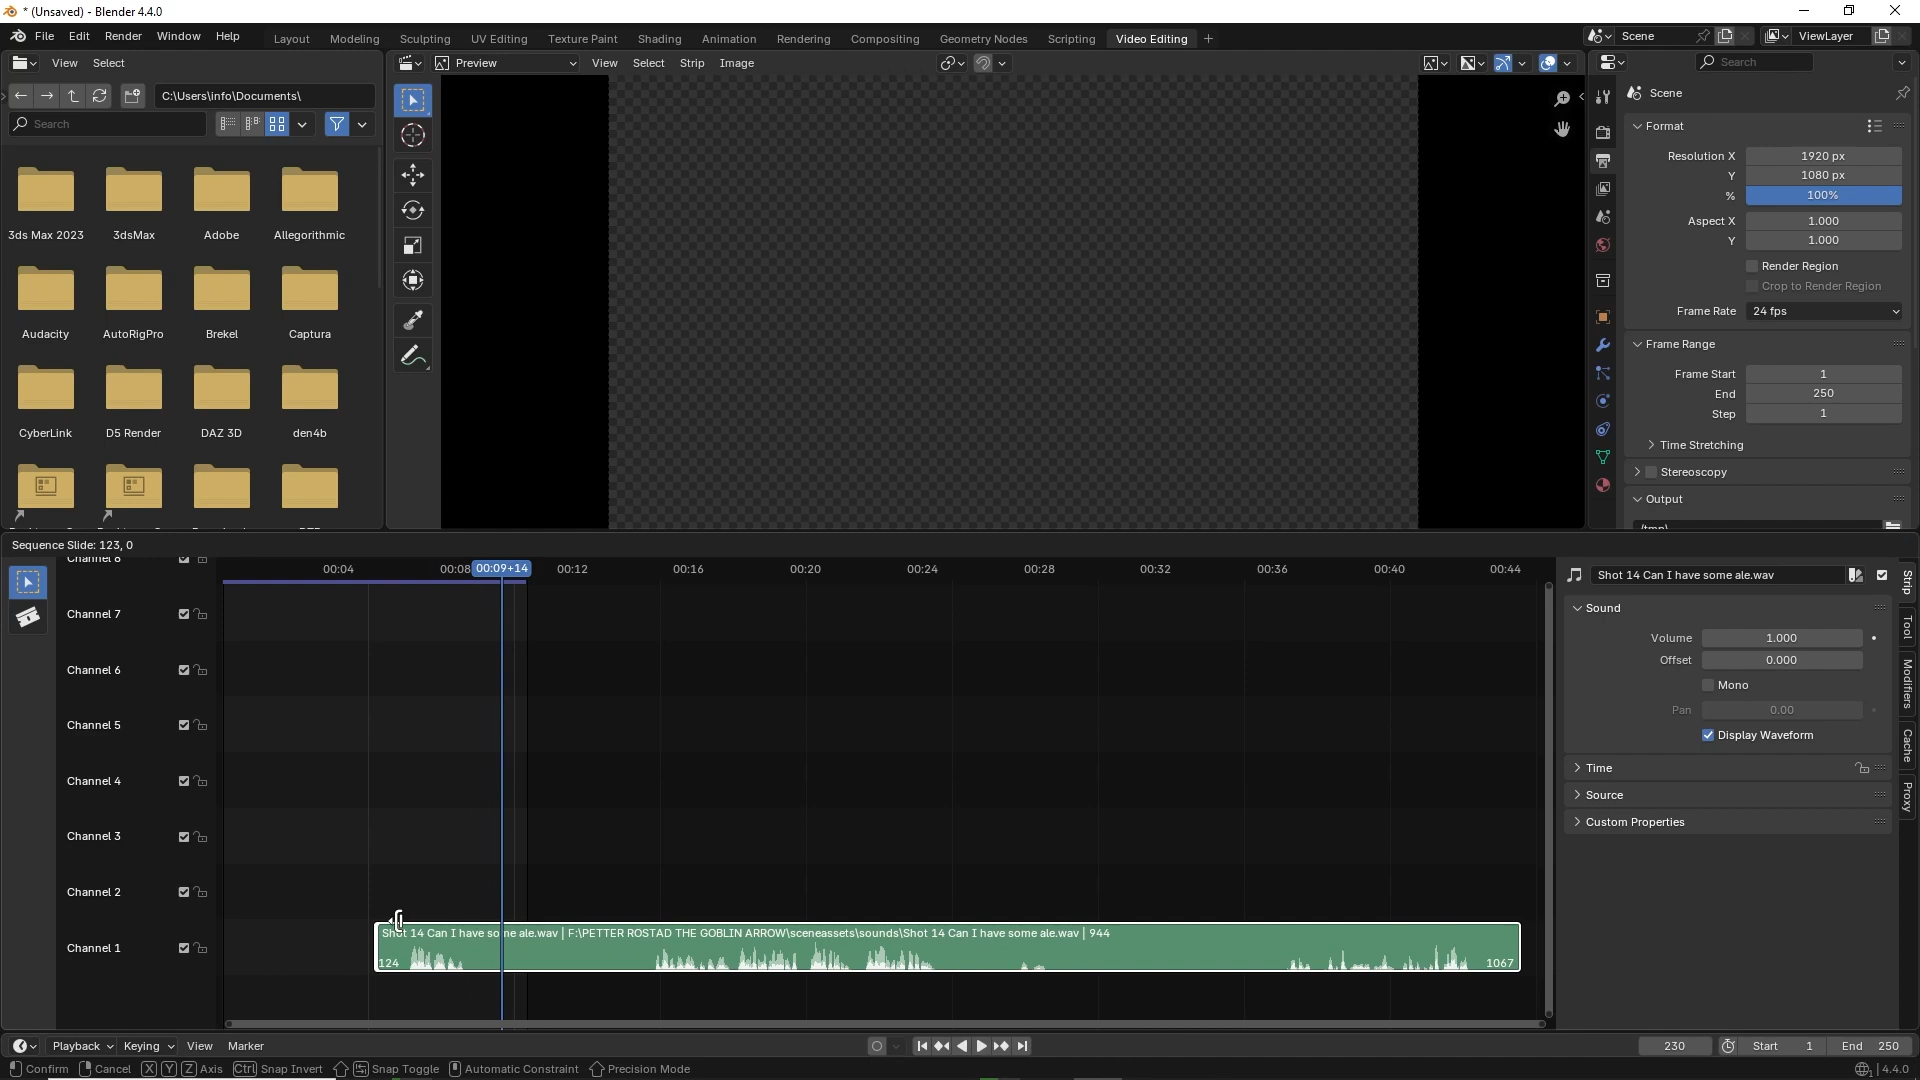 * (Unsaved) - Blender 4.4.0
File Edit Render Window Help Layout Modeling Sculpting UV Editing Texture Paint Shading Animation Rendering Compositing Geometry Nodes Scripting Video Editing + Scene ViewLayer
View Select
Preview View Select Strip Image
Search
C:\Users\info\Documents\
Search
3ds Max 2023 3dsMax Adobe Allegorithmic
Audacity AutoRigPro Brekel Captura
CyberLink D5 Render DAZ 3D den4b
Scene
Format
Resolution X 1920 px
Y 1080 px
% 100%
Aspect X 1.000
Y 1.000
Render Region
Crop to Render Region
Frame Rate 24 fps
Frame Range
Frame Start 1
End 250
Step 1
Time Stretching
Stereoscopy
Output
/tmp\
Sequence Slide: 123, 0
00:04 00:08 00:09+14 00:12 00:16 00:20 00:24 00:28 00:32 00:36 00:40 00:44
Channel 8
Channel 7
Channel 6
Channel 5
Channel 4
Channel 3
Channel 2
Channel 1
Shot 14 Can I have some ale.wav | F:\PETTER ROSTAD THE GOBLIN ARROW\sceneassets\sounds\Shot 14 Can I have some ale.wav | 944
124 1067
Shot 14 Can I have some ale.wav
Sound
Volume 1.000
Offset 0.000
Mono
Pan 0.00
Display Waveform
Time
Source
Custom Properties
Strip
Tool
Modifiers
Cache
Proxy
Playback Keying View Marker 230 Start 1 End 250
Confirm Cancel X Y Z Axis Ctrl Snap Invert Snap Toggle Automatic Constraint Precision Mode 4.4.0